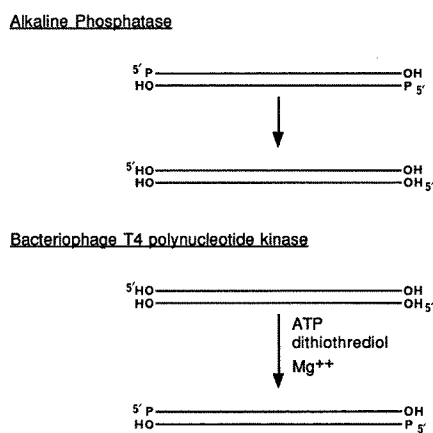 Alkaline Phosphatase
5′ P OH
HO P 5′
5′HO OH
HO OH 5′
Bacteriophage T4 polynucleotide kinase
5′HO OH
HO OH 5′
ATP
dithiothrediol
Mg++
5′ P OH
HO P 5′